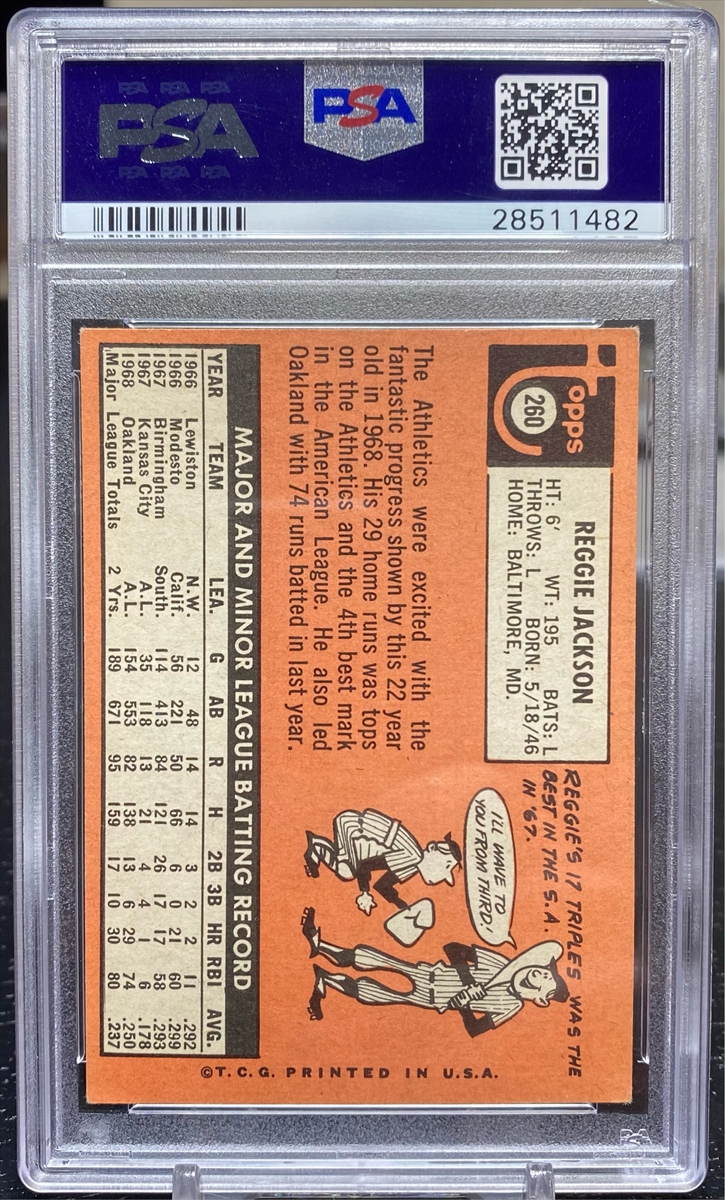 PSA PSA PSA
PSA
PSA PSA PSA
PSA
28511482
Topps
260
REGGIE JACKSON
HT: 6' WT: 195 BATS: L
THROWS: L BORN: 5/18/46
HOME: BALTIMORE, MD.
REGGIE'S 17 TRIPLES WAS THE
BEST IN THE S.A.
IN '67.
I'LL WAVE TO
YOU FROM THIRD!
The Athletics were excited with the
fantastic progress shown by this 22 year
old in 1968. His 29 home runs was tops
on the Athletics and the 4th best mark
in the American League. He also led
Oakland with 74 runs batted in last year.
MAJOR AND MINOR LEAGUE BATTING RECORD
YEAR TEAM LEA. G AB R H 2B 3B HR RBI AVG.
1966 Lewiston N.W. 12 48 14 14 3 2 2 11 .292
1966 Modesto Calif. 56 221 50 66 6 0 21 60 .299
1967 Birmingham South. 114 413 84 121 26 17 17 58 .293
1967 Kansas City A.L. 35 118 13 21 4 4 1 6 .178
1968 Oakland A.L. 154 553 82 138 13 6 29 74 .250
Major League Totals 2 Yrs. 189 671 95 159 17 10 30 80 .237
©T.C.G. PRINTED IN U.S.A.
PSA